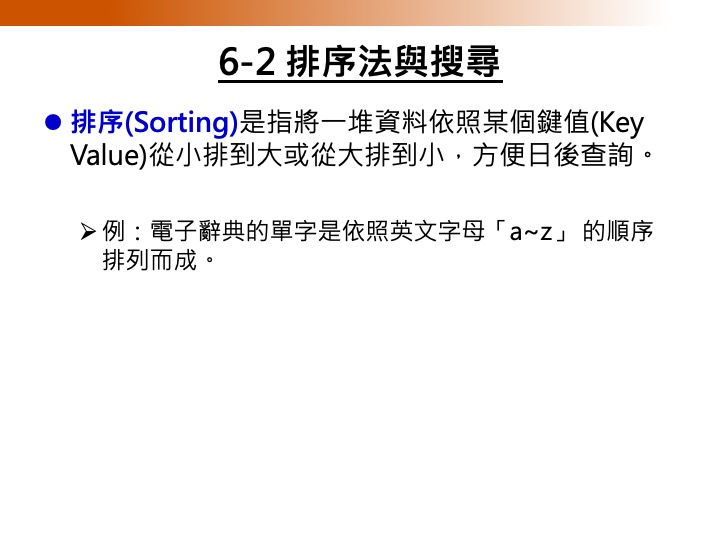 6-2 排序法與搜尋
排序(Sorting)是指將一堆資料依照某個鍵值(Key
Value)從小排到大或從大排到小，方便日後查詢。
例：電子辭典的單字是依照英文字母「a~z」 的順序
排列而成。